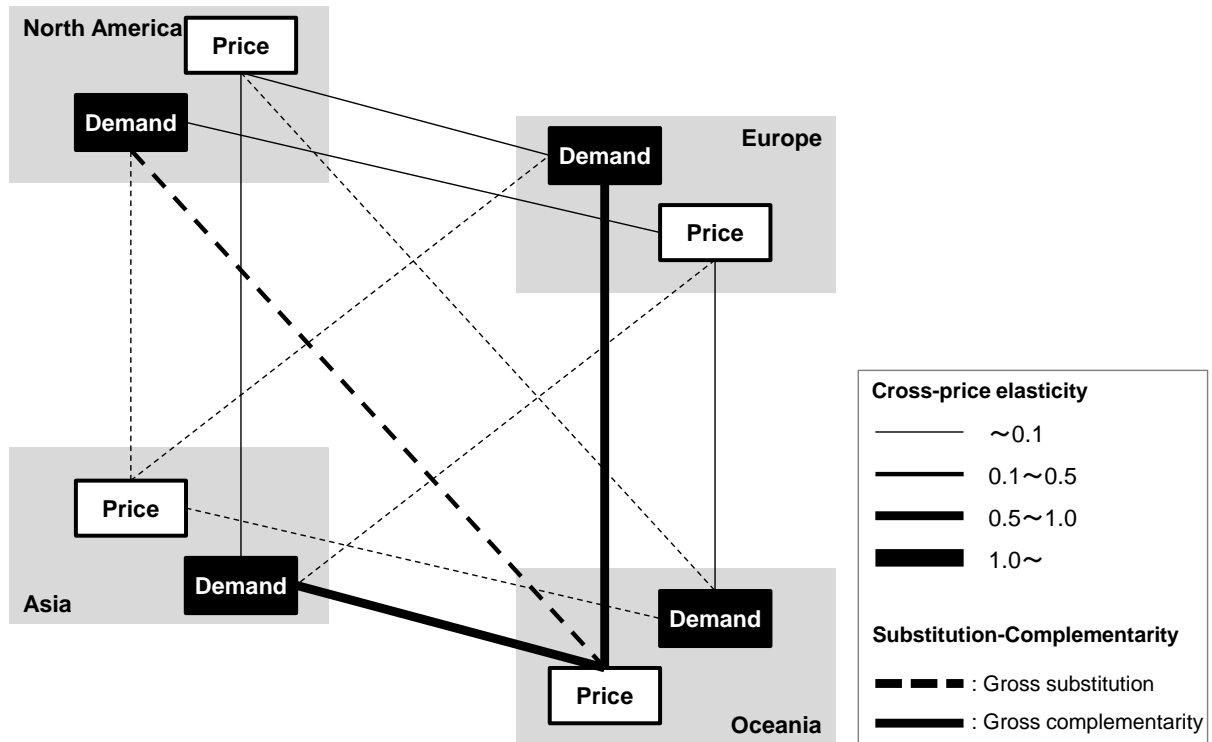 North America
Price
Demand
Demand
Europe
Price
Price
Demand
Asia
Demand
Price
Oceania
Cross-price elasticity
～0.1
0.1～0.5
0.5～1.0
1.0～
Substitution-Complementarity
: Gross substitution
: Gross complementarity